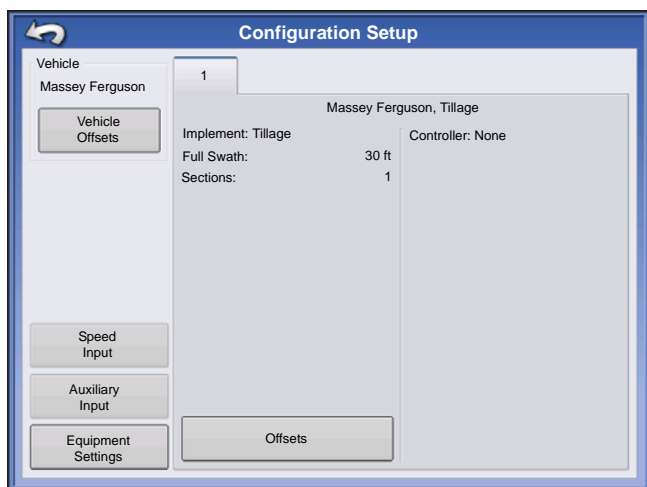 Configuration Setup
Vehicle
Massey Ferguson
Vehicle
Offsets
Speed
Input
Auxiliary
Input
Equipment
Settings
1
Massey Ferguson, Tillage
Implement: Tillage
Full Swath: 30 ft
Sections: 1
Controller: None
Offsets